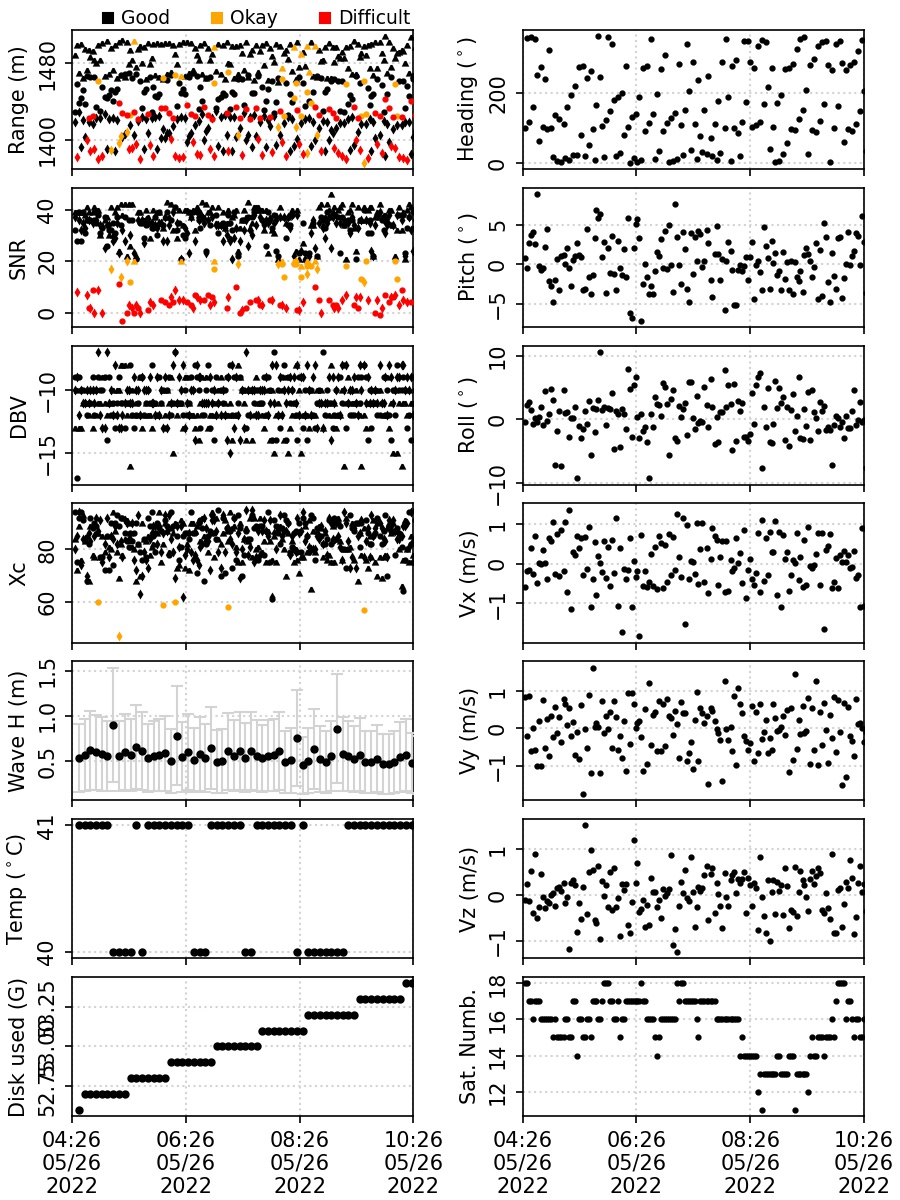 Good Okay Difficult
Range (m)
1480
1400
Heading (°)
200
0
SNR
40
20
0
Pitch (°)
5
0
−5
DBV
−10
−15
Roll (°)
10
0
−10
Xc
80
60
Vx (m/s)
1
0
−1
Wave H (m)
1.5
1.0
0.5
Vy (m/s)
1
0
−1
Temp (°C)
41
40
Vz (m/s)
1
0
−1
Disk used (G)
53.25
53.00
52.75
Sat. Numb.
18
16
14
12
04:26 06:26 08:26 10:26
05/26 05/26 05/26 05/26
2022 2022 2022 2022
04:26 06:26 08:26 10:26
05/26 05/26 05/26 05/26
2022 2022 2022 2022